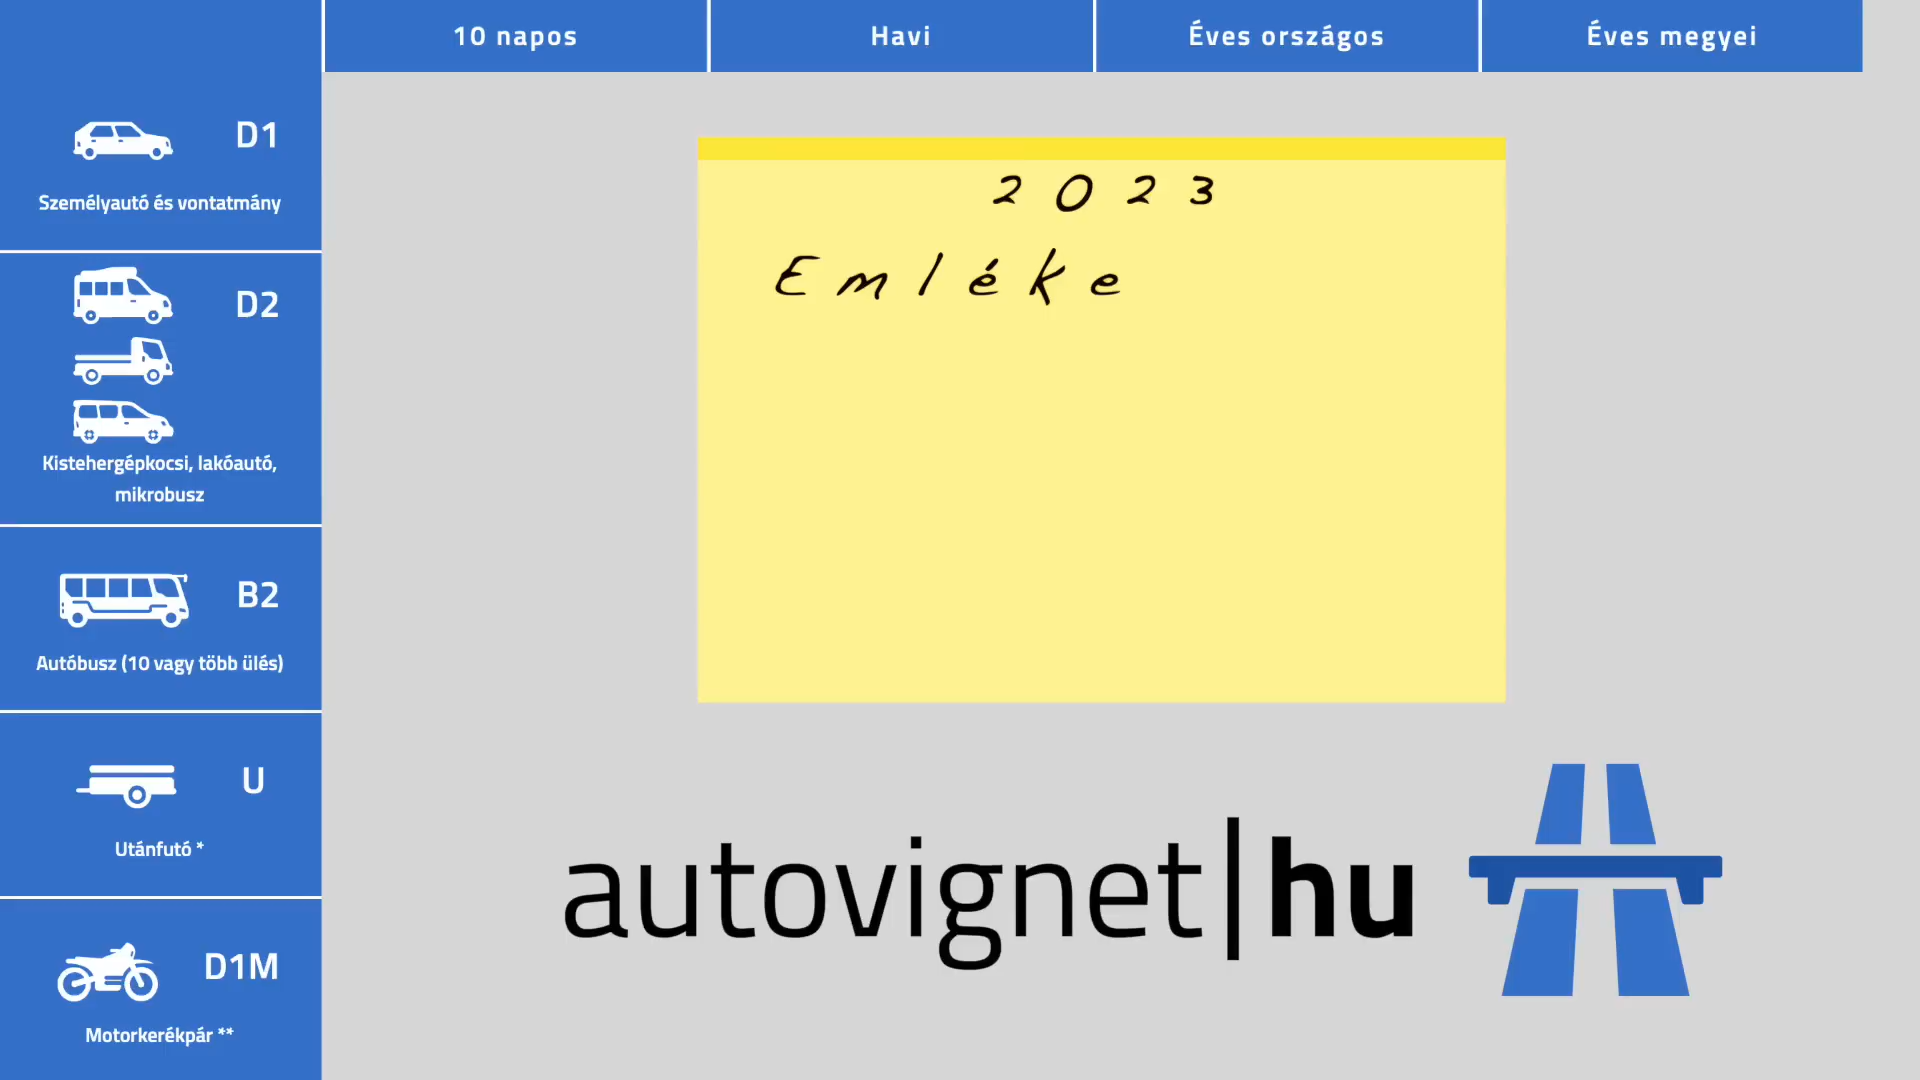 10 napos
Havi
Éves országos
Éves megyei
D1
Személyautó és vontatmány
D2
Kistehergépkocsi, lakóautó,
mikrobusz
B2
Autóbusz (10 vagy több ülés)
U
Utánfutó *
D1M
Motorkerékpár **
2023
Emléke
autovignet|hu